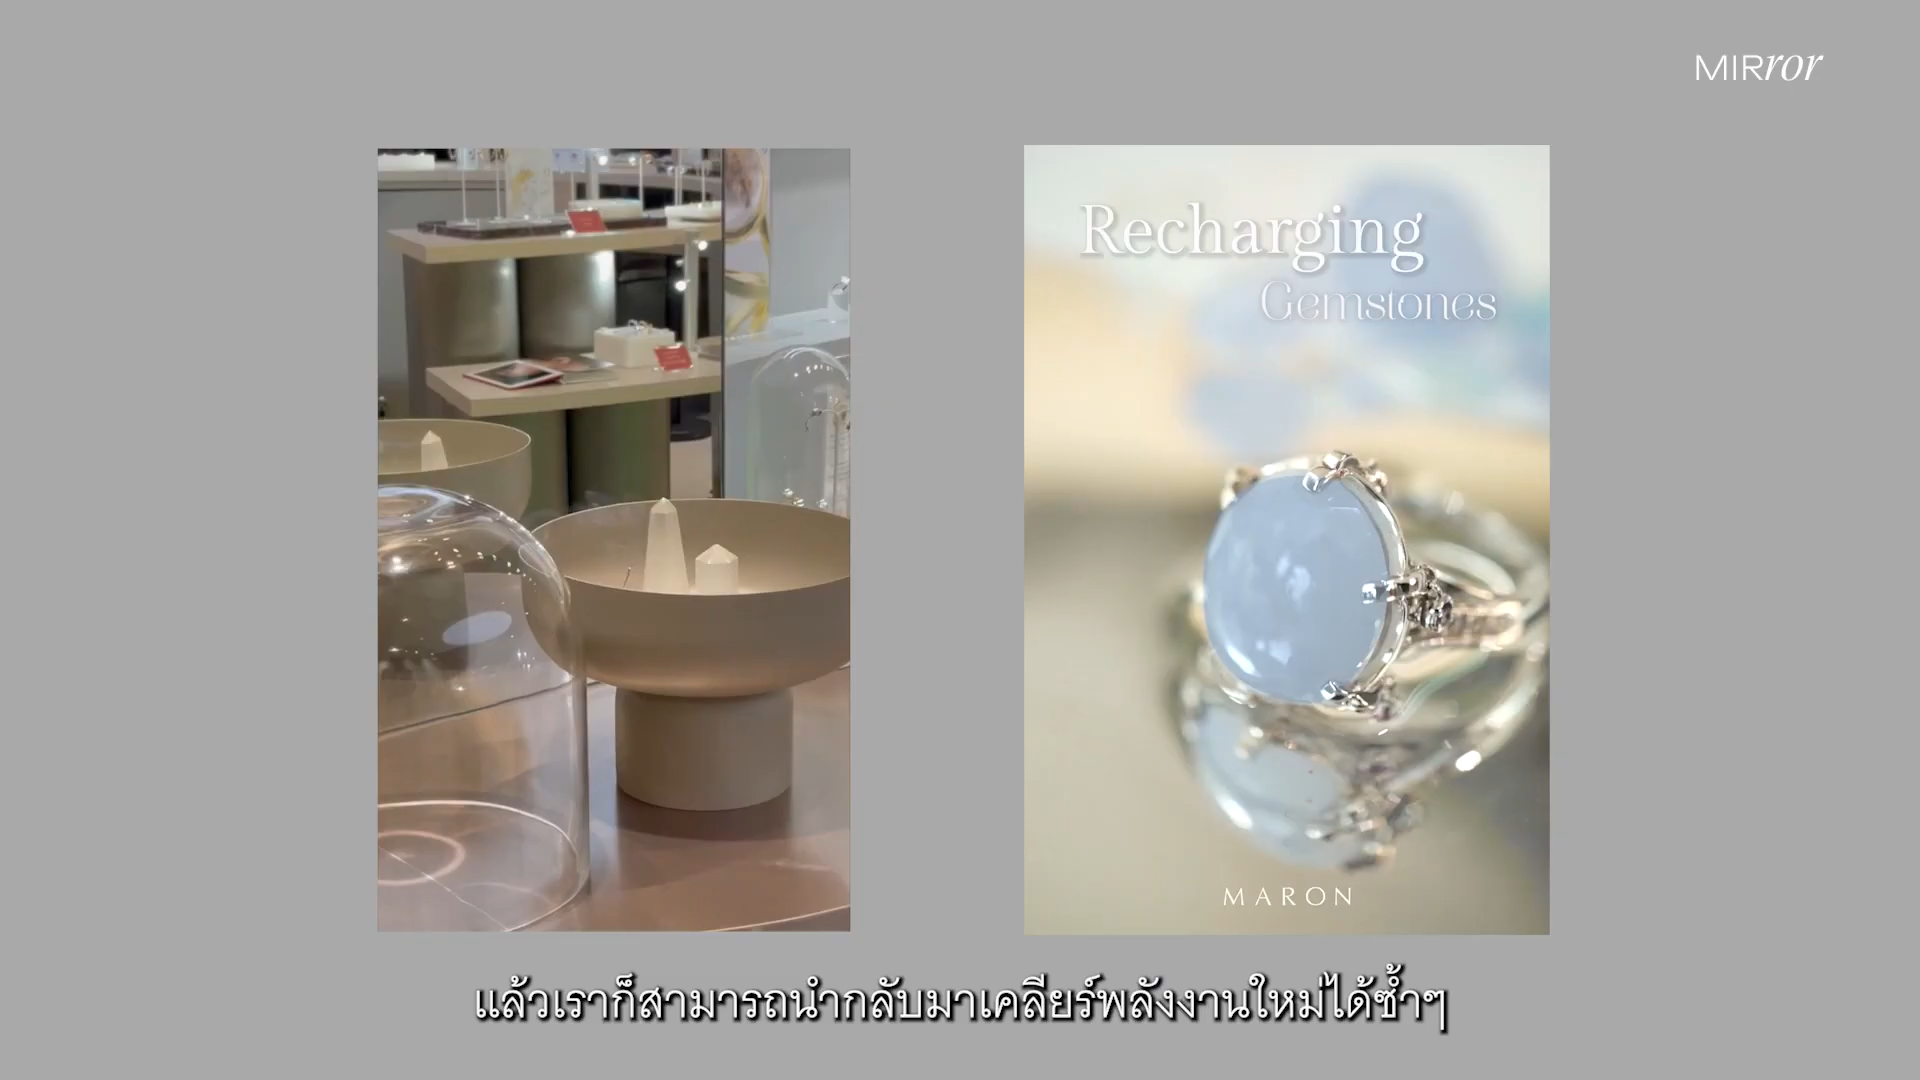 MIRror
Recharging
Gemstones
MARON
แล้วเราก็สามารถนำกลับมาเคลียร์พลังงานใหม่ได้ซ้ำๆ